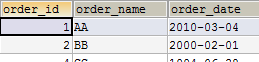 order_id order_name order_date
1 AA 2010-03-04
2 BB 2000-02-01